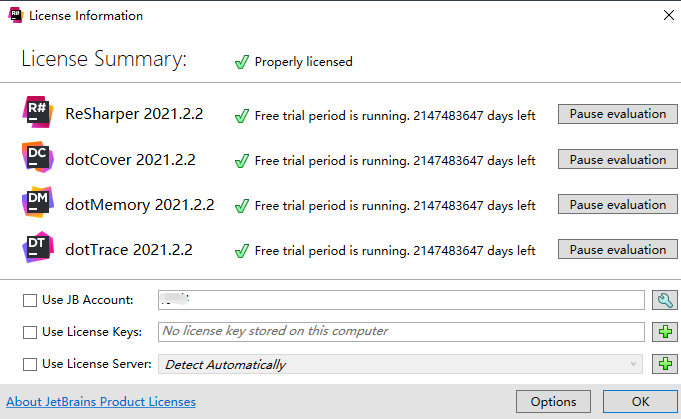 License Information
License Summary:
Properly licensed
R#
ReSharper 2021.2.2
Free trial period is running. 2147483647 days left
Pause evaluation
DC
dotCover 2021.2.2
Free trial period is running. 2147483647 days left
Pause evaluation
DM
dotMemory 2021.2.2
Free trial period is running. 2147483647 days left
Pause evaluation
DT
dotTrace 2021.2.2
Free trial period is running. 2147483647 days left
Pause evaluation
Use JB Account:
Use License Keys:
No license key stored on this computer
Use License Server:
Detect Automatically
About JetBrains Product Licenses
Options
OK